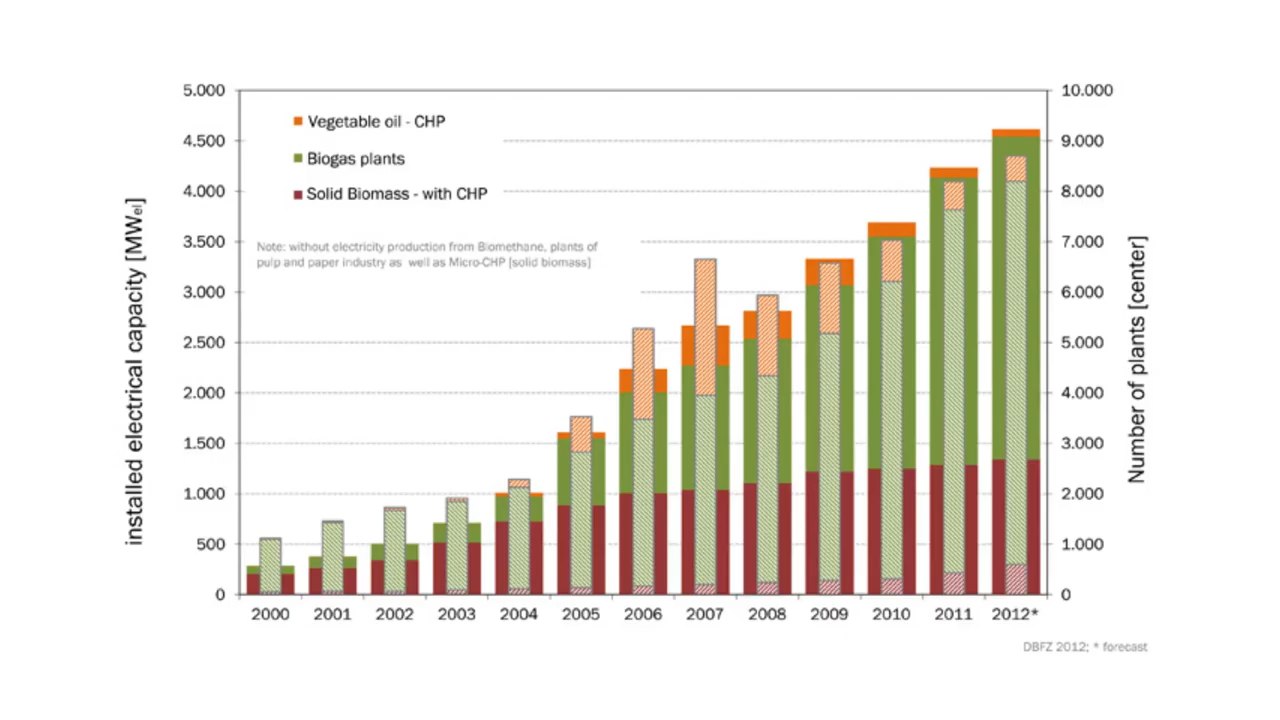 5.000
4.500
4.000
3.500
3.000
2.500
2.000
1.500
1.000
500
0
installed electrical capacity [MWel]
Vegetable oil - CHP
Biogas plants
Solid Biomass - with CHP
Note: without electricity production from Biomethane, plants of
pulp and paper industry as well as Micro-CHP [solid biomass]
10.000
9.000
8.000
7.000
6.000
5.000
4.000
3.000
2.000
1.000
0
Number of plants [center]
2000 2001 2002 2003 2004 2005 2006 2007 2008 2009 2010 2011 2012*
DBFZ 2012; * forecast